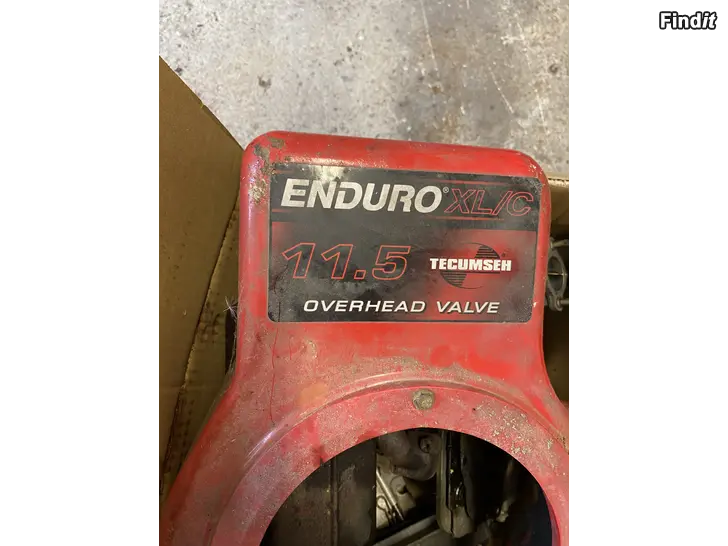 Findit
ENDURO® XL/C
11.5 TECUMSEH
OVERHEAD VALVE